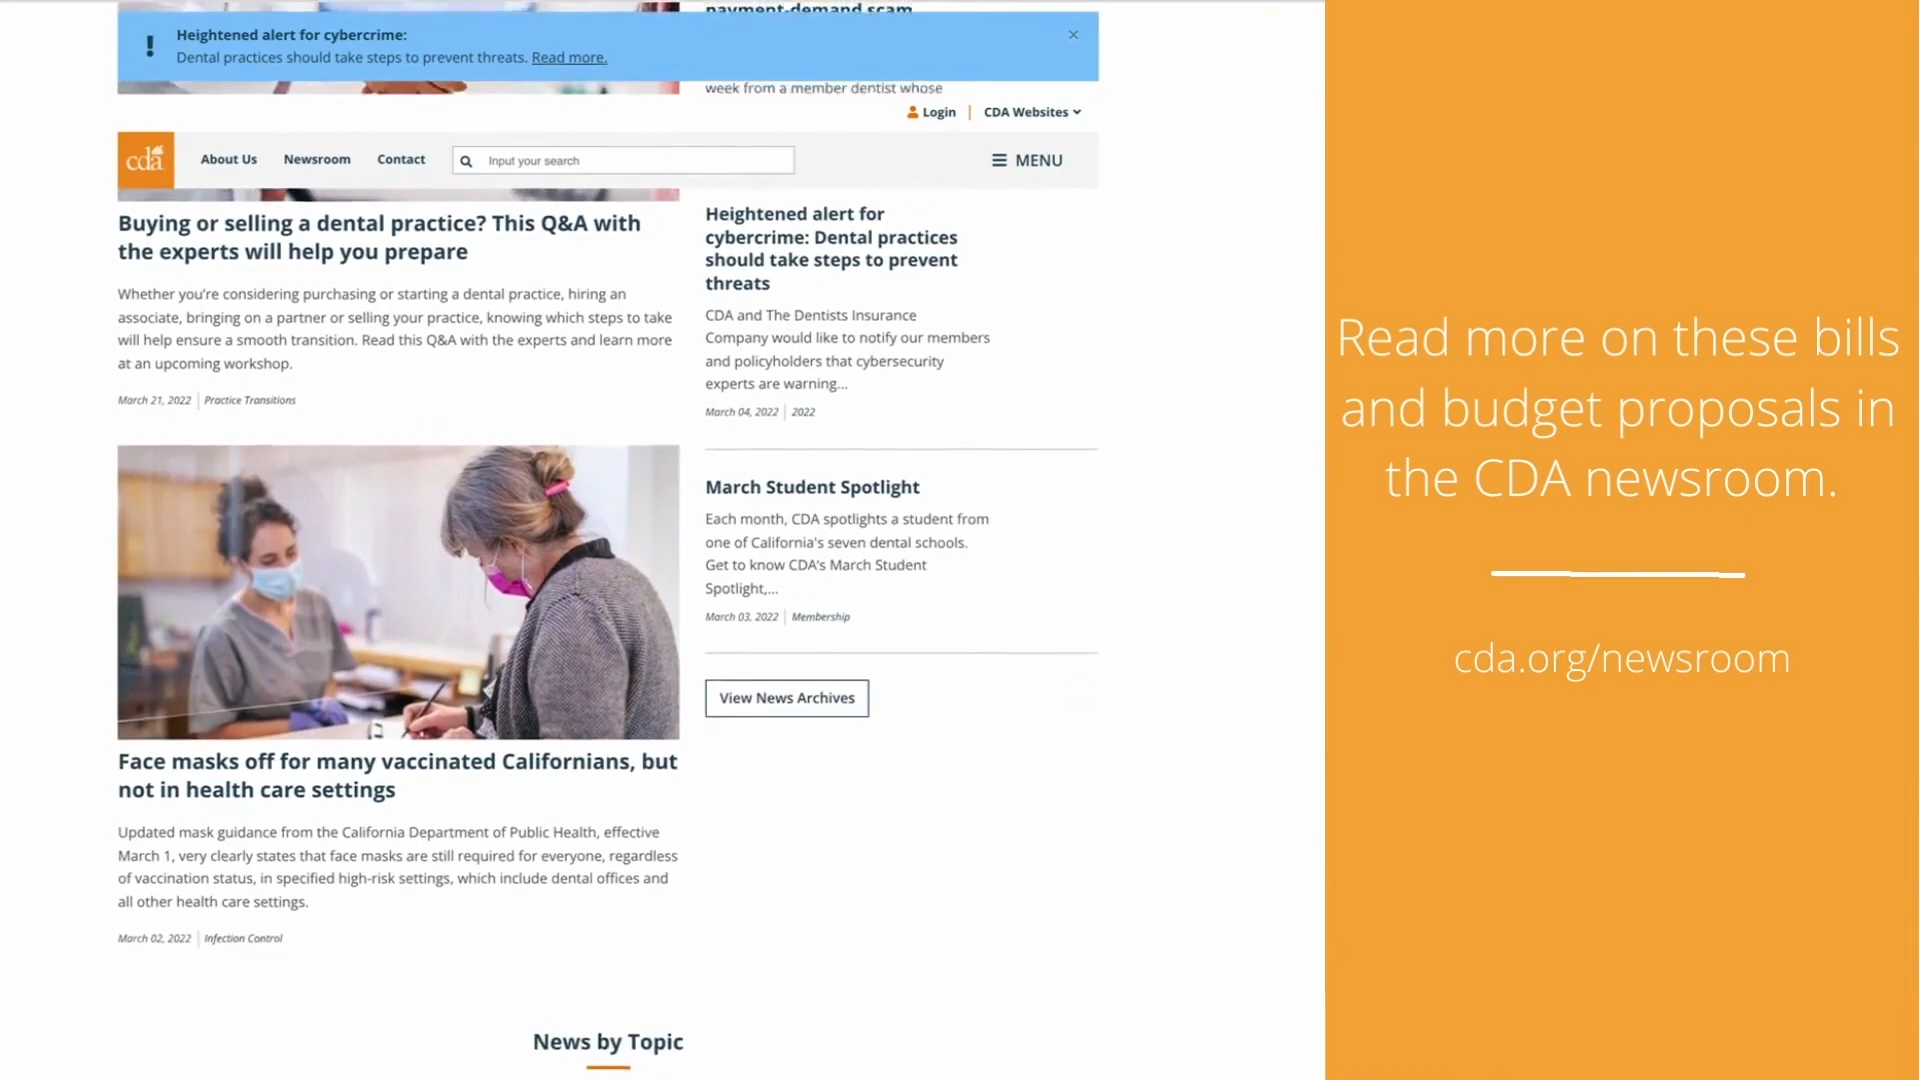 payment-demand scam
Heightened alert for cybercrime:
Dental practices should take steps to prevent threats. Read more.
week from a member dentist whose
Login
CDA Websites
cda
About Us
Newsroom
Contact
Input your search
MENU
Buying or selling a dental practice? This Q&A with
the experts will help you prepare
Whether you're considering purchasing or starting a dental practice, hiring an
associate, bringing on a partner or selling your practice, knowing which steps to take
will help ensure a smooth transition. Read this Q&A with the experts and learn more
at an upcoming workshop.
March 21, 2022 | Practice Transitions
Face masks off for many vaccinated Californians, but
not in health care settings
Updated mask guidance from the California Department of Public Health, effective
March 1, very clearly states that face masks are still required for everyone, regardless
of vaccination status, in specified high-risk settings, which include dental offices and
all other health care settings.
March 02, 2022 | Infection Control
Heightened alert for
cybercrime: Dental practices
should take steps to prevent
threats
CDA and The Dentists Insurance
Company would like to notify our members
and policyholders that cybersecurity
experts are warning...
March 04, 2022 | 2022
March Student Spotlight
Each month, CDA spotlights a student from
one of California's seven dental schools.
Get to know CDA's March Student
Spotlight,...
March 03, 2022 | Membership
View News Archives
News by Topic
Read more on these bills
and budget proposals in
the CDA newsroom.
cda.org/newsroom